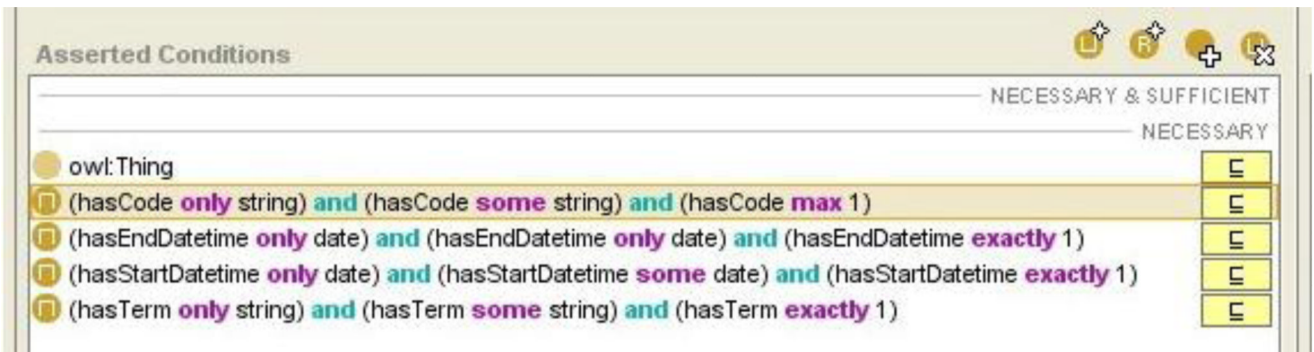 Asserted Conditions
NECESSARY & SUFFICIENT
NECESSARY
owl:Thing
(hasCode only string) and (hasCode some string) and (hasCode max 1)
(hasEndDatetime only date) and (hasEndDatetime only date) and (hasEndDatetime exactly 1)
(hasStartDatetime only date) and (hasStartDatetime some date) and (hasStartDatetime exactly 1)
(hasTerm only string) and (hasTerm some string) and (hasTerm exactly 1)